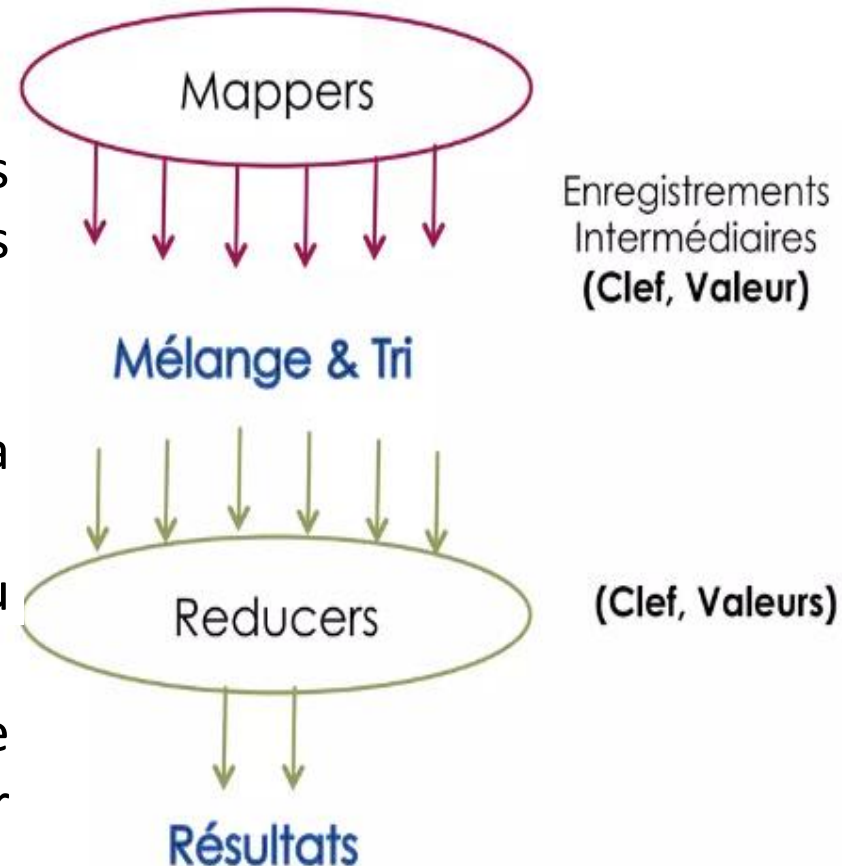 Mappers
s
Enregistrements
s
Intermédiaires
(Clef, Valeur)
Mélange & Tri
a
u
Reducers
(Clef, Valeurs)
e
r
Résultats